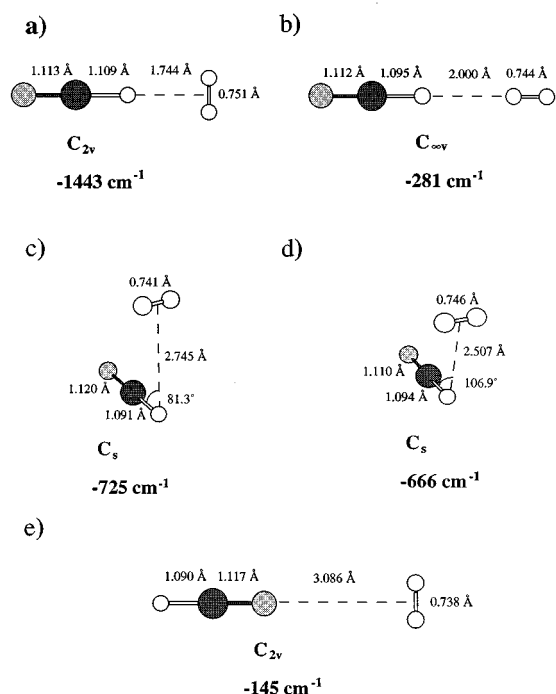 a)
1.113 Å 1.109 Å 1.744 Å
0.751 Å
C2v
-1443 cm-1
b)
1.112 Å 1.095 Å 2.000 Å 0.744 Å
C∞v
-281 cm-1
c)
0.741 Å
2.745 Å
1.120 Å
1.091 Å
81.3°
Cs
-725 cm-1
d)
0.746 Å
2.507 Å
1.110 Å
1.094 Å
106.9°
Cs
-666 cm-1
e)
1.090 Å 1.117 Å 3.086 Å
0.738 Å
C2v
-145 cm-1